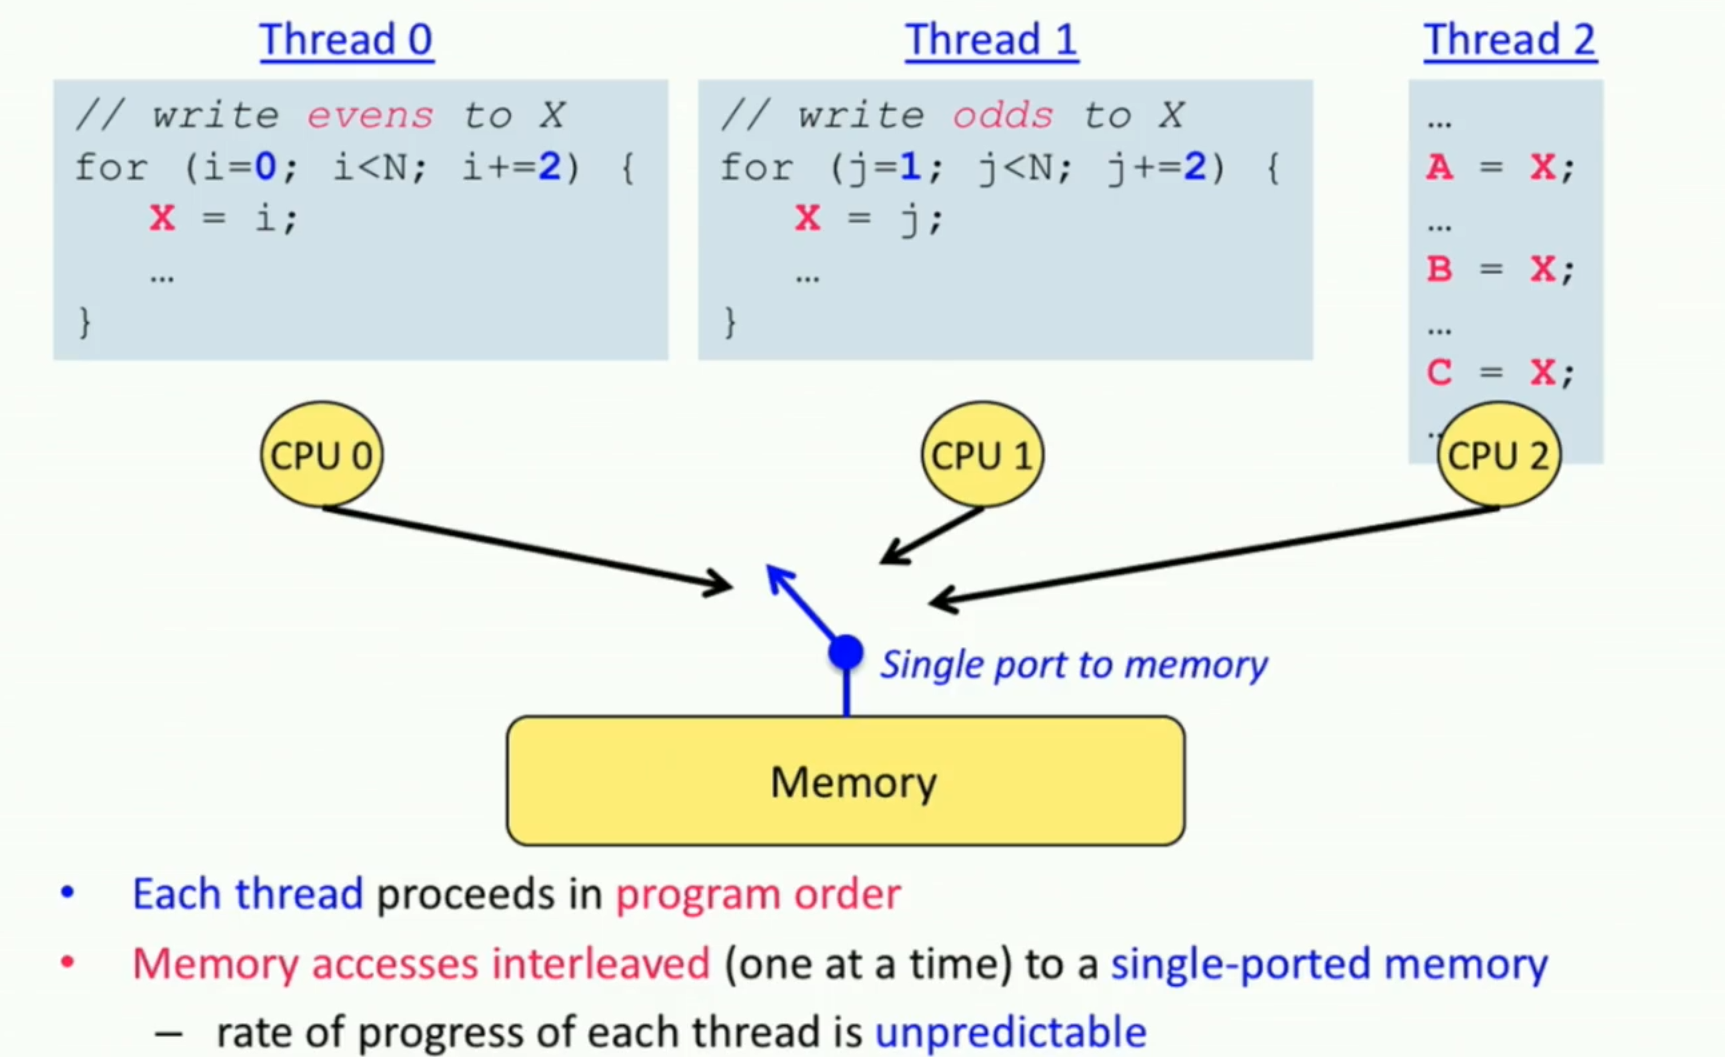 Thread 0
// write evens to X
for (i=0; i<N; i+=2) {
X = i;
…
}
Thread 1
// write odds to X
for (j=1; j<N; j+=2) {
X = j;
…
}
Thread 2
…
A = X;
…
B = X;
…
C = X;
…
CPU 0
CPU 1
CPU 2
Single port to memory
Memory
• Each thread proceeds in program order
• Memory accesses interleaved (one at a time) to a single-ported memory
– rate of progress of each thread is unpredictable